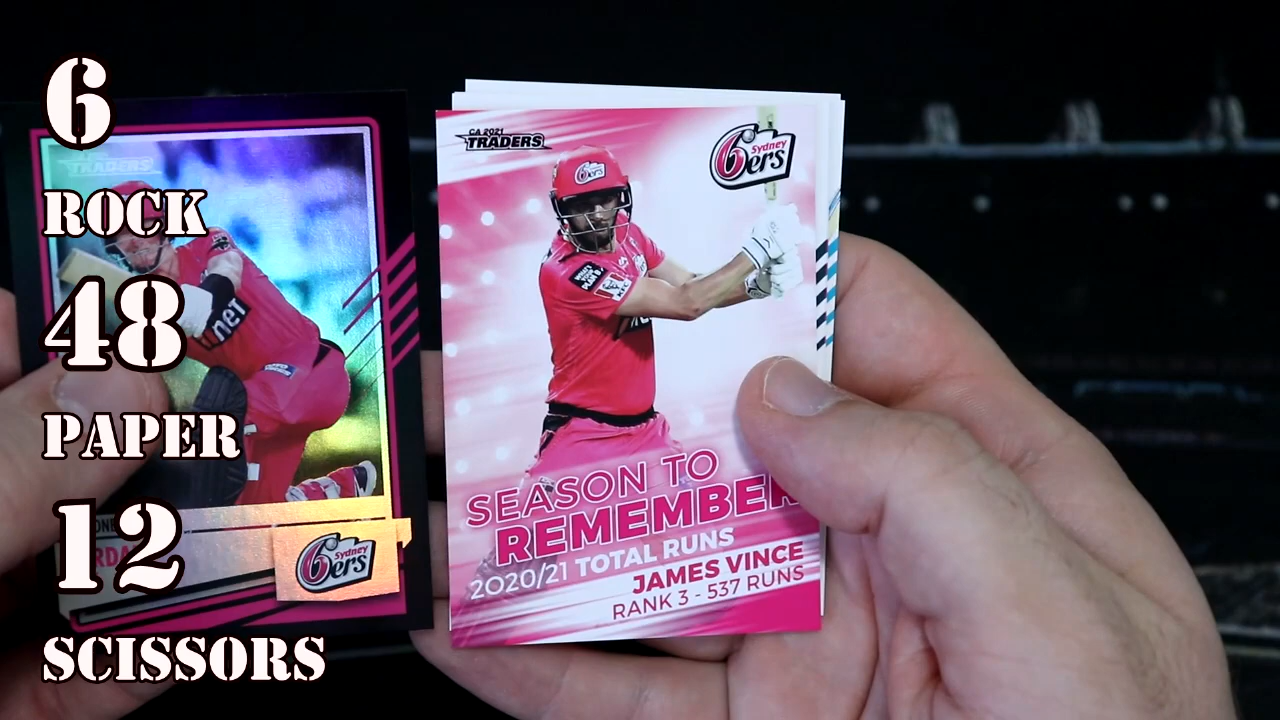 6
ROCK
48
PAPER
12
SCISSORS
CA 2021
TRADERS
Sydney
6ers
SEASON TO
REMEMBER
2020/21 TOTAL RUNS
JAMES VINCE
RANK 3 - 537 RUNS
TRADERS
Sydney
6ers
6ers